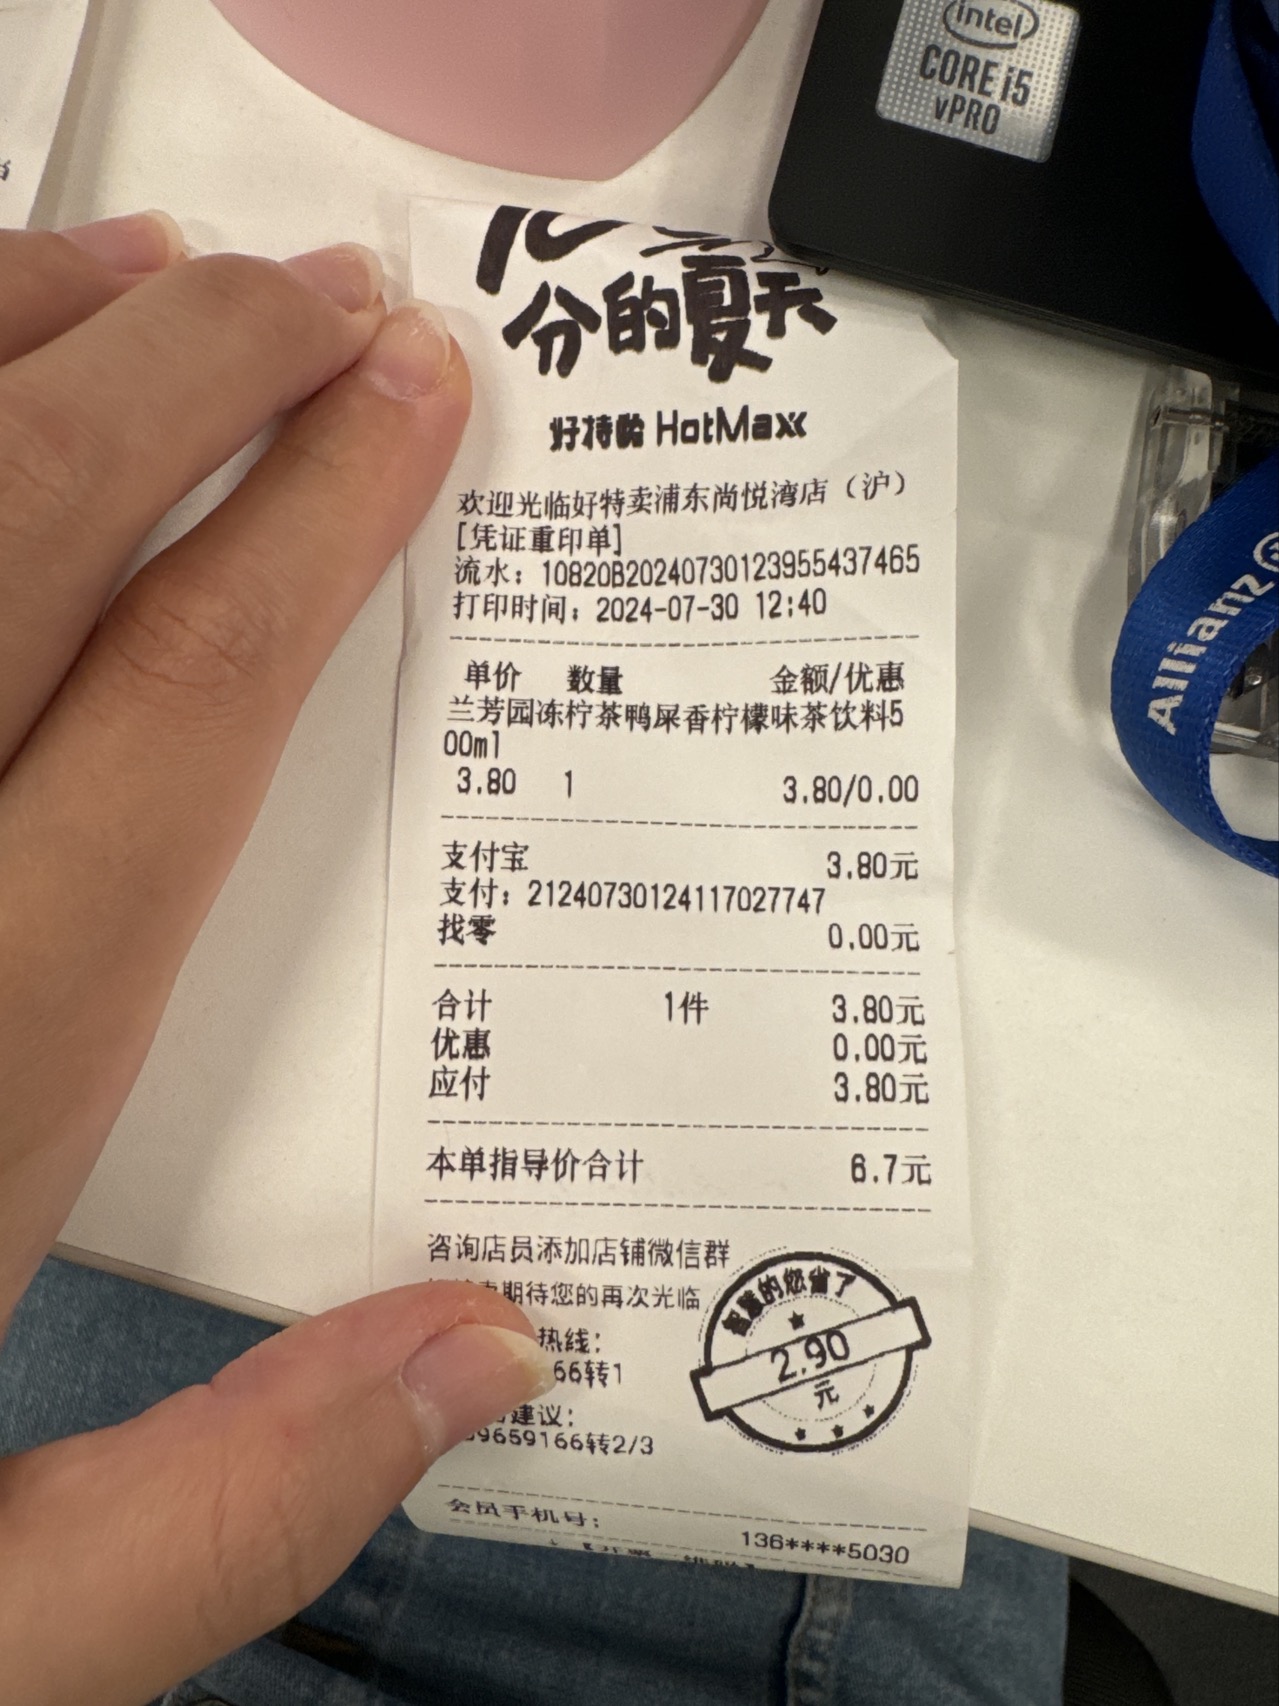 intel
CORE i5
vPRO
分的夏天
好特卖 HotMaxx
欢迎光临好特卖浦东尚悦湾店（沪）
[凭证重印单]
流水：10820B20240730123955437465
打印时间：2024-07-30 12:40
单价 数量 金额/优惠
兰芳园冻柠茶鸭屎香柠檬味茶饮料5
00ml
3.80 1 3.80/0.00
支付宝 3.80元
支付：21240730124117027747
找零 0.00元
合计 1件 3.80元
优惠 0.00元
应付 3.80元
本单指导价合计 6.7元
咨询店员添加店铺微信群
期待您的再次光临
热线：
66转1
建议：
9659166转2/3
智慧的您省了
2.90
元
会员手机号：
136****5030
Allianz